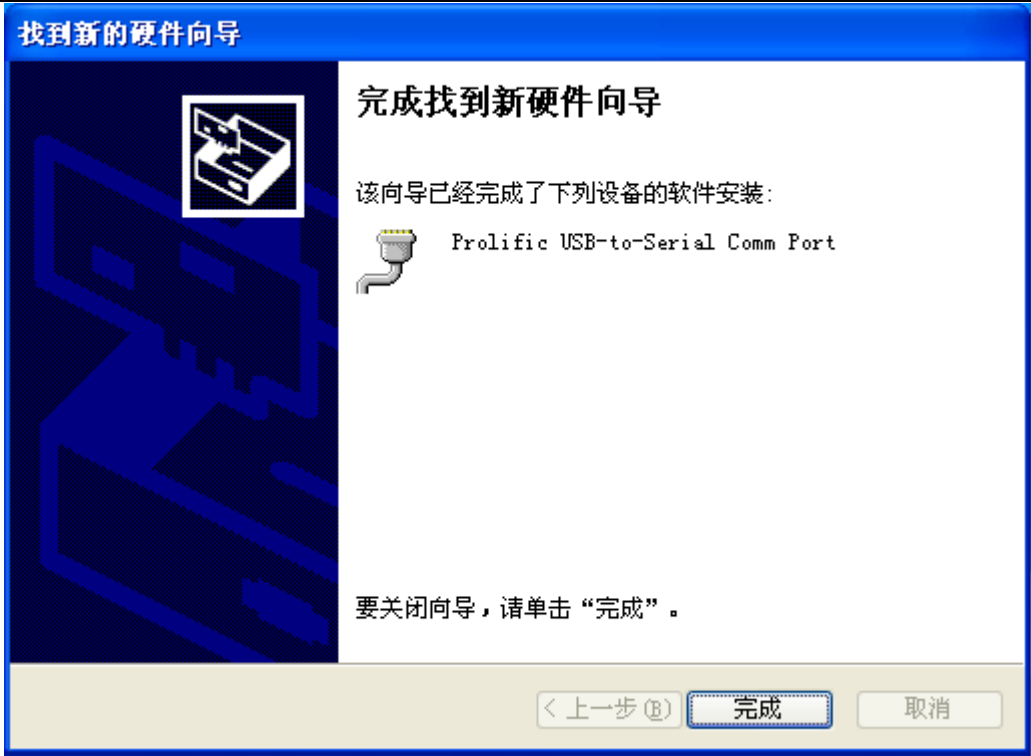 找到新的硬件向导
完成找到新硬件向导
该向导已经完成了下列设备的软件安装:
Prolific USB-to-Serial Comm Port
要关闭向导，请单击“完成”。
< 上一步(B)
完成
取消